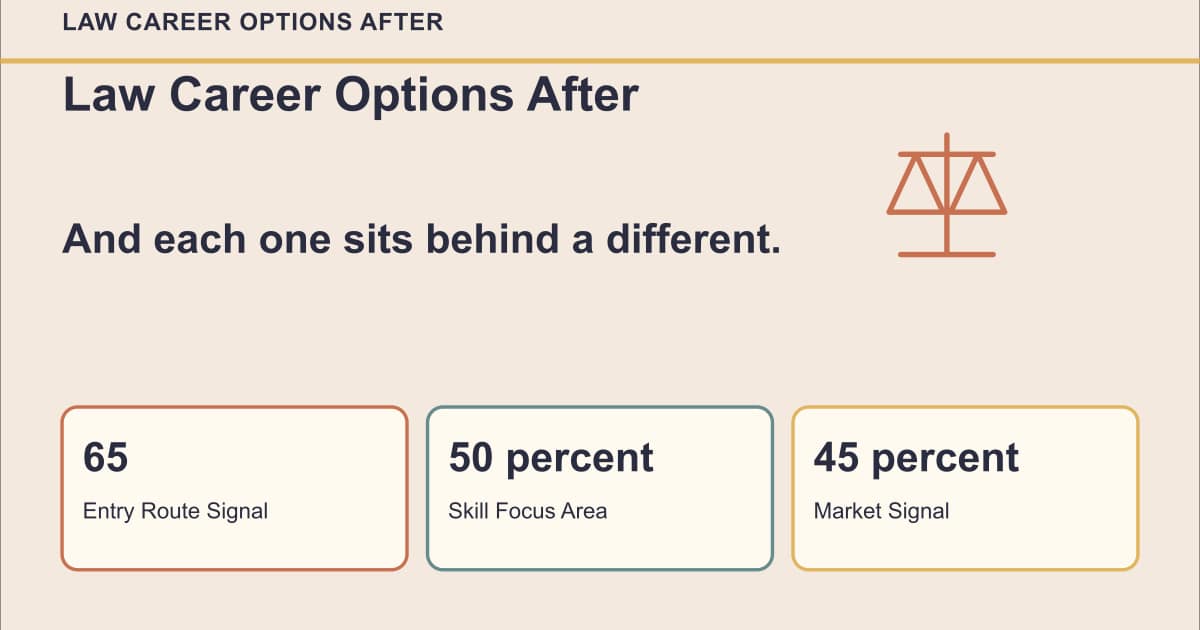 LAW CAREER OPTIONS AFTER
Law Career Options After
And each one sits behind a different.
65
Entry Route Signal
50 percent
Skill Focus Area
45 percent
Market Signal